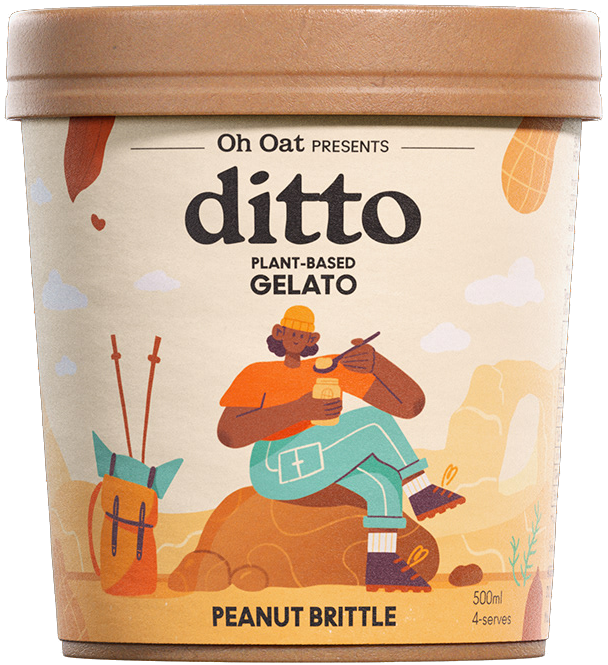 Oh Oat PRESENTS
ditto
PLANT-BASED
GELATO
PEANUT BRITTLE
500ml
4-serves